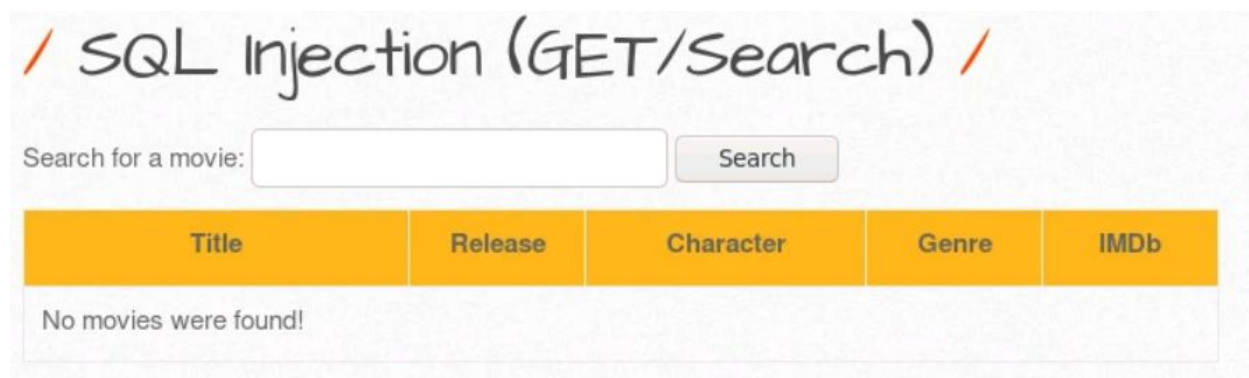 / SQL Injection (GET/Search) /
Search for a movie: Search
Title Release Character Genre IMDb
No movies were found!